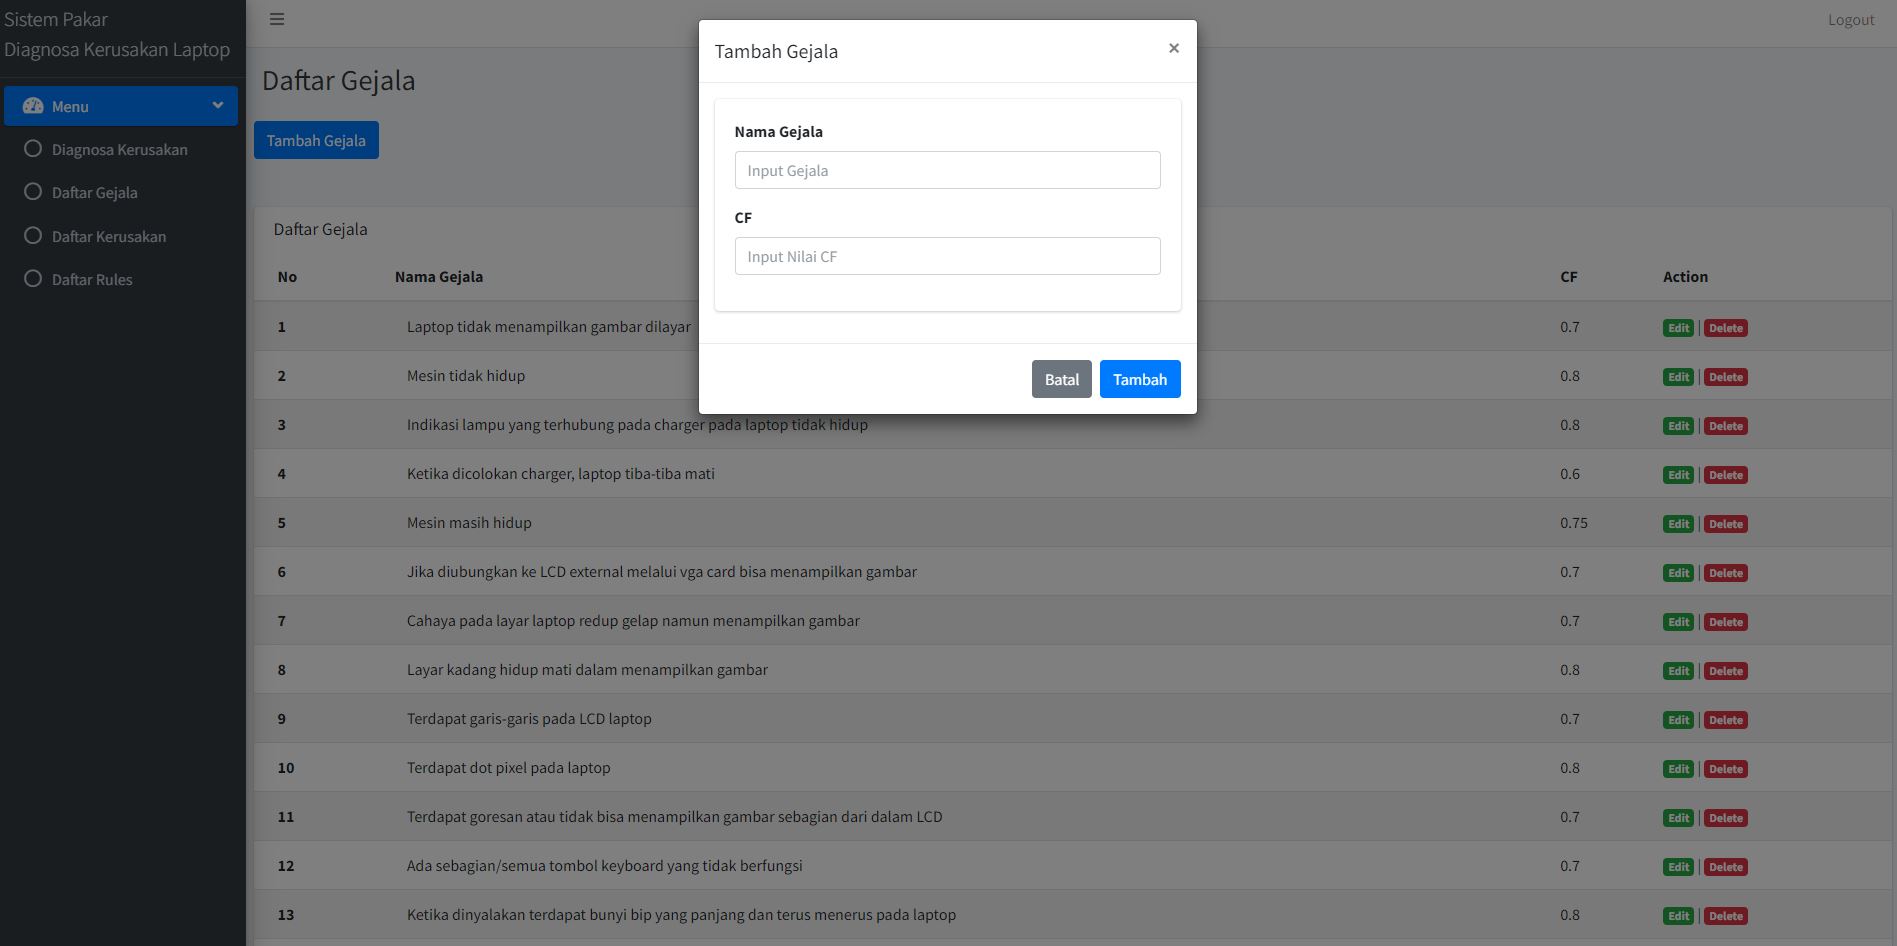 Sistem Pakar
Diagnosa Kerusakan Laptop
Menu
Diagnosa Kerusakan
Daftar Gejala
Daftar Kerusakan
Daftar Rules
Logout
Daftar Gejala
Tambah Gejala
Tambah Gejala ×
Nama Gejala
Input Gejala
CF
Input Nilai CF
Batal Tambah
Daftar Gejala
No Nama Gejala CF Action
1 Laptop tidak menampilkan gambar dilayar 0.7 Edit | Delete
2 Mesin tidak hidup 0.8 Edit | Delete
3 Indikasi lampu yang terhubung pada charger pada laptop tidak hidup 0.8 Edit | Delete
4 Ketika dicolokan charger, laptop tiba-tiba mati 0.6 Edit | Delete
5 Mesin masih hidup 0.75 Edit | Delete
6 Jika diubungkan ke LCD external melalui vga card bisa menampilkan gambar 0.7 Edit | Delete
7 Cahaya pada layar laptop redup gelap namun menampilkan gambar 0.7 Edit | Delete
8 Layar kadang hidup mati dalam menampilkan gambar 0.8 Edit | Delete
9 Terdapat garis-garis pada LCD laptop 0.7 Edit | Delete
10 Terdapat dot pixel pada laptop 0.8 Edit | Delete
11 Terdapat goresan atau tidak bisa menampilkan gambar sebagian dari dalam LCD 0.7 Edit | Delete
12 Ada sebagian/semua tombol keyboard yang tidak berfungsi 0.7 Edit | Delete
13 Ketika dinyalakan terdapat bunyi bip yang panjang dan terus menerus pada laptop 0.8 Edit | Delete